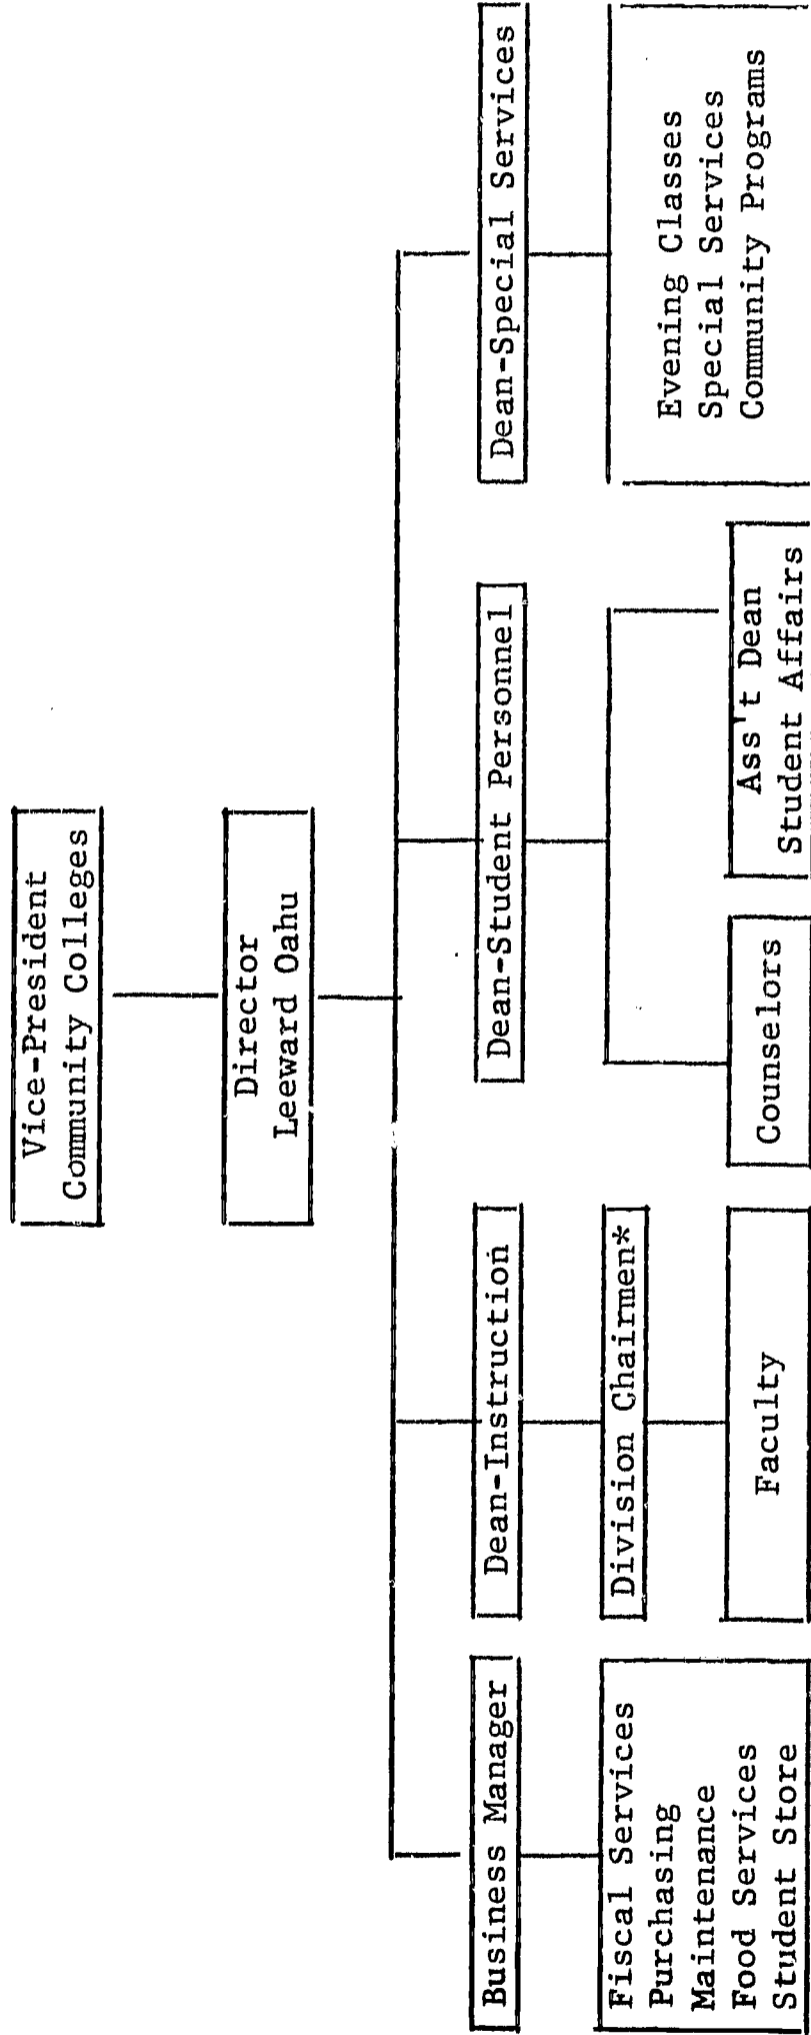 Vice-President
Community Colleges
Director
Leeward Oahu
Business Manager
Dean-Instruction
Dean-Student Personnel
Dean-Special Services
Fiscal Services
Purchasing
Maintenance
Food Services
Student Store
Division Chairmen*
Faculty
Counselors
Ass't Dean
Student Affairs
Evening Classes
Special Services
Community Programs